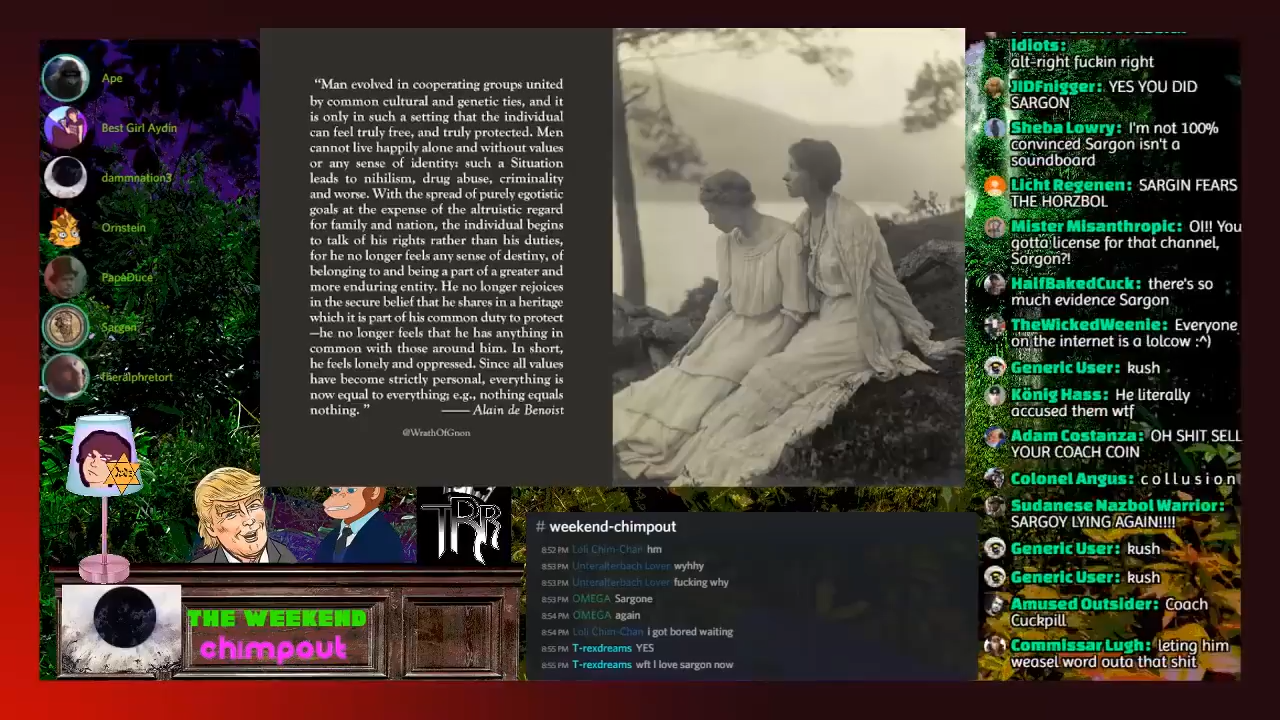 Ape
Best Girl Aydin
dammnation3
Ornstein
PapaDuce
Sargon
theralphretort
“Man evolved in cooperating groups united
by common cultural and genetic ties, and it
is only in such a setting that the individual
can feel truly free, and truly protected. Men
cannot live happily alone and without values
or any sense of identity: such a Situation
leads to nihilism, drug abuse, criminality
and worse. With the spread of purely egotistic
goals at the expense of the altruistic regard
for family and nation, the individual begins
to talk of his rights rather than his duties,
for he no longer feels any sense of destiny, of
belonging to and being a part of a greater and
more enduring entity. He no longer rejoices
in the secure belief that he shares in a heritage
which it is part of his common duty to protect
—he no longer feels that he has anything in
common with those around him. In short,
he feels lonely and oppressed. Since all values
have become strictly personal, everything is
now equal to everything; e.g., nothing equals
nothing. ” —— Alain de Benoist
@WrathOfGnon
TRR
THE WEEKEND
chimpout
# weekend-chimpout
8:52 PM Loli Chim-Chan hm
8:53 PM Unteralterbach Lover wyhhy
8:53 PM Unteralterbach Lover fucking why
8:53 PM OMEGA Sargone
8:54 PM OMEGA again
8:54 PM Loli Chim-Chan i got bored waiting
8:55 PM T-rexdreams YES
8:55 PM T-rexdreams wft I love sargon now
idiots:
alt-right fuckin right
JIDFnigger: YES YOU DID
SARGON
Sheba Lowry: I'm not 100%
convinced Sargon isn't a
soundboard
Licht Regenen: SARGIN FEARS
THE HORZBOL
Mister Misanthropic: OI!! You
gotta license for that channel,
Sargon?!
HalfBakedCuck: there's so
much evidence Sargon
TheWickedWeenie: Everyone
on the internet is a lolcow :^)
Generic User: kush
König Hass: He literally
accused them wtf
Adam Costanza: OH SHIT SELL
YOUR COACH COIN
Colonel Angus: c o l l u s i o n
Sudanese Nazbol Warrior:
SARGOY LYING AGAIN!!!!
Generic User: kush
Generic User: kush
Amused Outsider: Coach
Cuckpill
Commissar Lugh: leting him
weasel word outa that shit